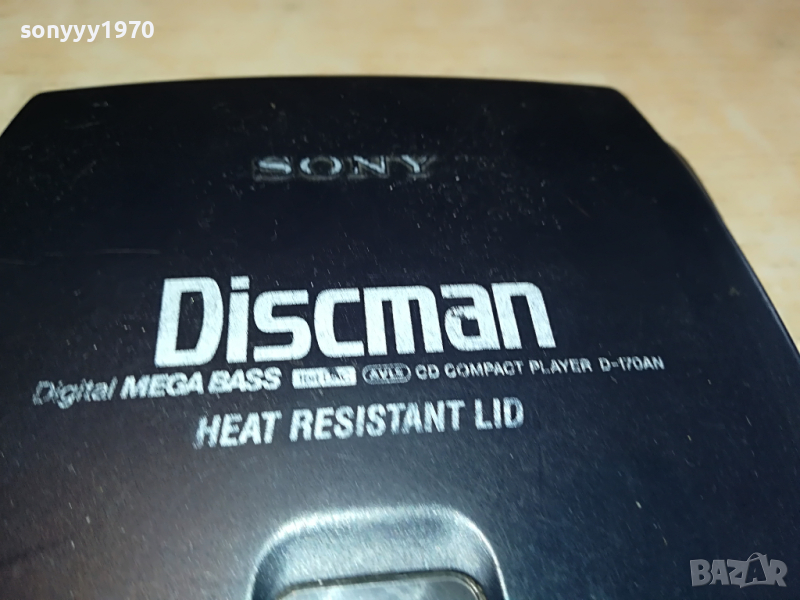 sonyyy1970
SONY
Discman
Digital MEGA BASS AVLS CD COMPACT PLAYER D-170AN
HEAT RESISTANT LID
BAZAR